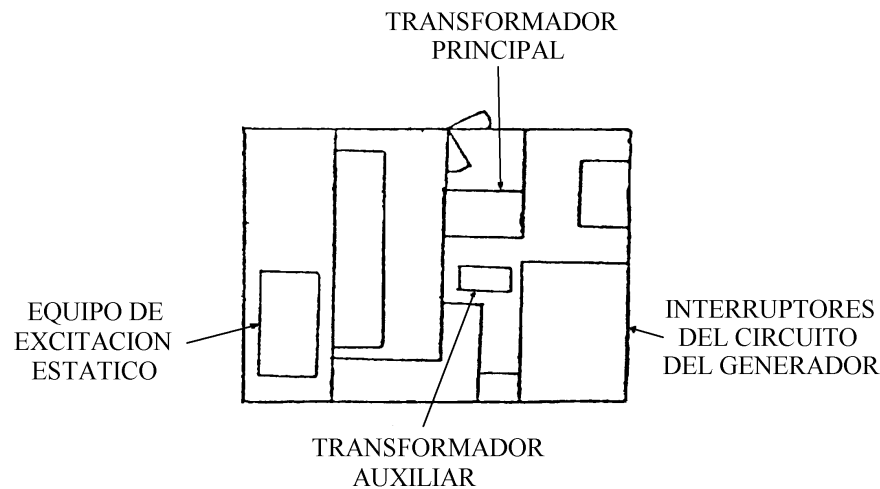 TRANSFORMADOR
PRINCIPAL
EQUIPO DE
EXCITACION
ESTATICO
INTERRUPTORES
DEL CIRCUITO
DEL GENERADOR
TRANSFORMADOR
AUXILIAR